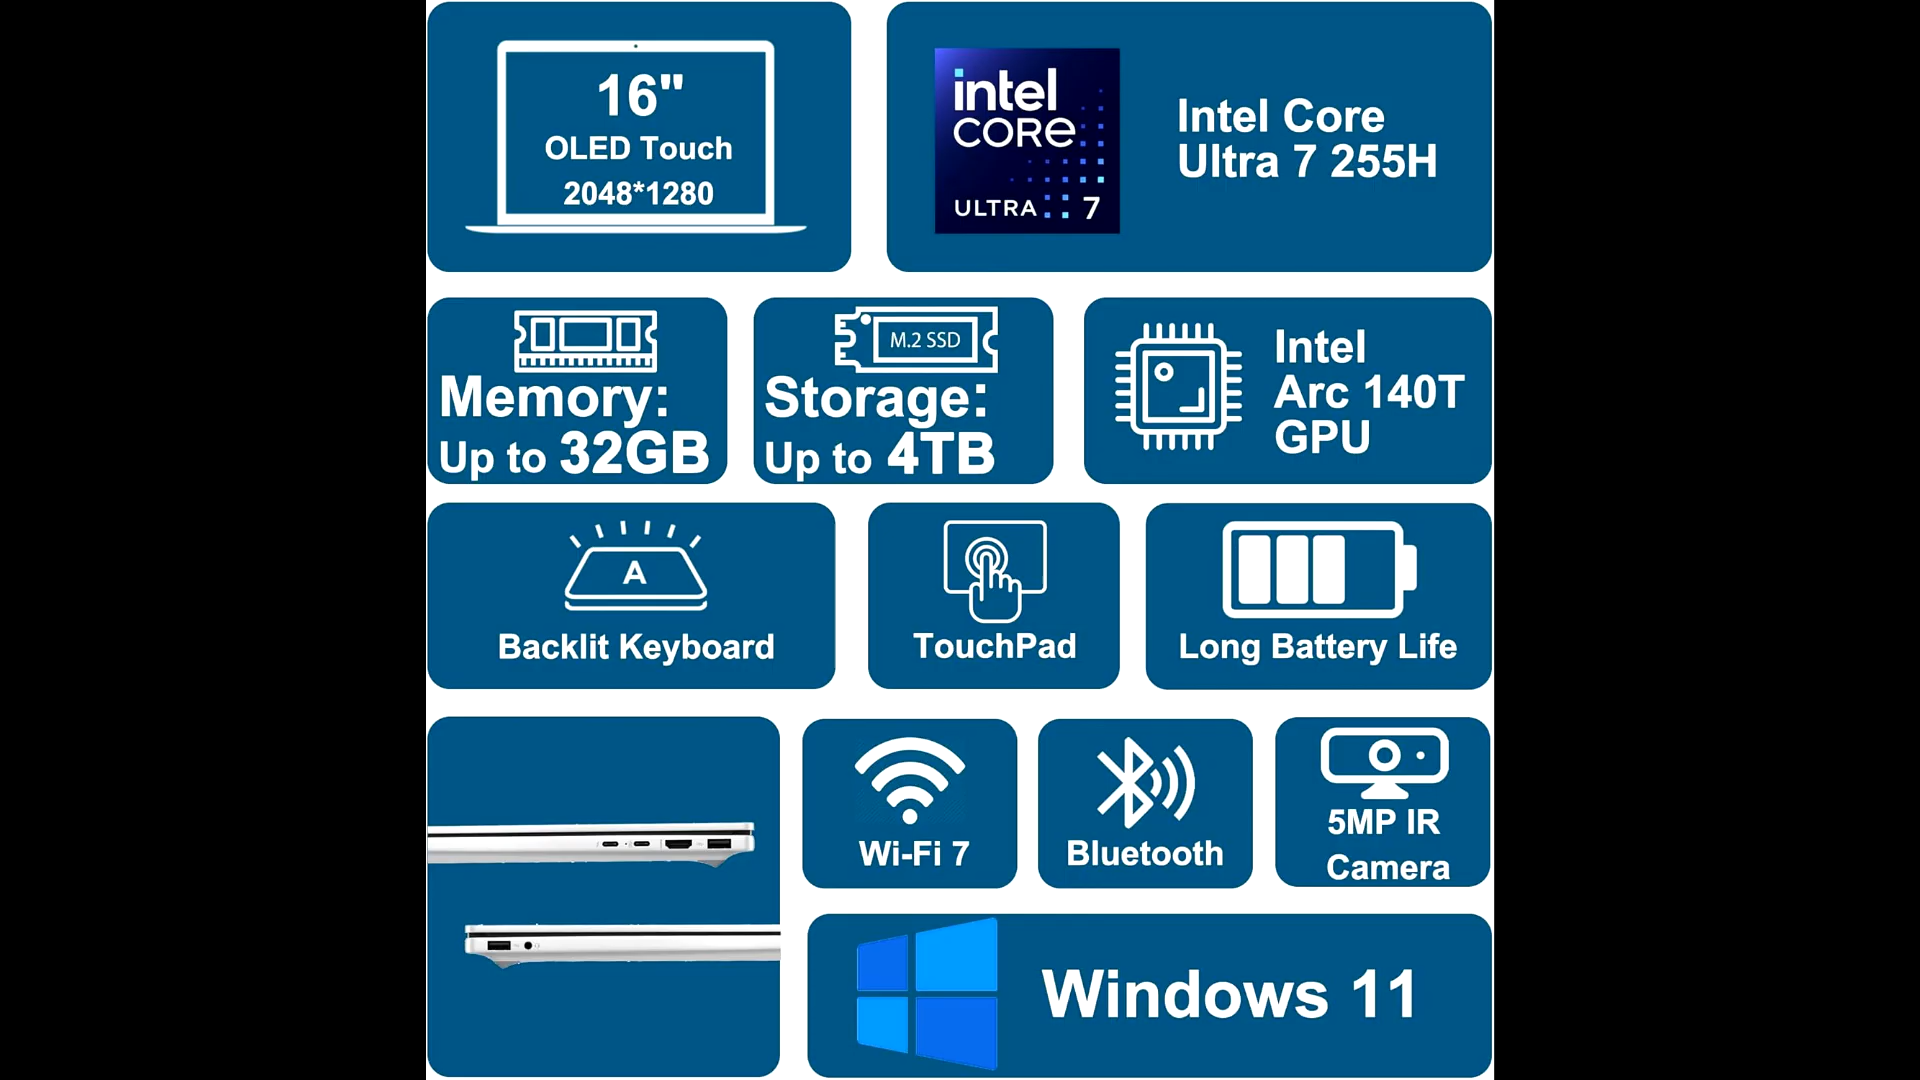 16"
OLED Touch
2048*1280
intel
CORE
ULTRA 7
Intel Core
Ultra 7 255H
Memory:
Up to 32GB
M.2 SSD
Storage:
Up to 4TB
Intel
Arc 140T
GPU
A
Backlit Keyboard
TouchPad
Long Battery Life
Wi-Fi 7
Bluetooth
5MP IR
Camera
Windows 11